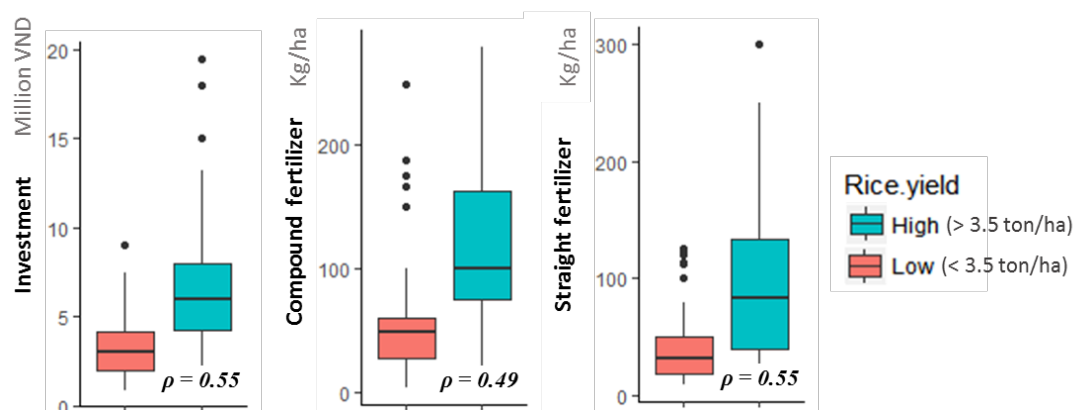 Million VND
Investment
20
15
10
5
0
ρ = 0.55
Kg/ha
Compound fertilizer
200
100
0
ρ = 0.49
Kg/ha
Straight fertilizer
300
200
100
0
ρ = 0.55
Rice.yield
High (> 3.5 ton/ha)
Low (< 3.5 ton/ha)